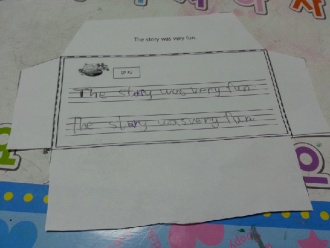 The story was very fun.
The story was very fun.
The story was very fun